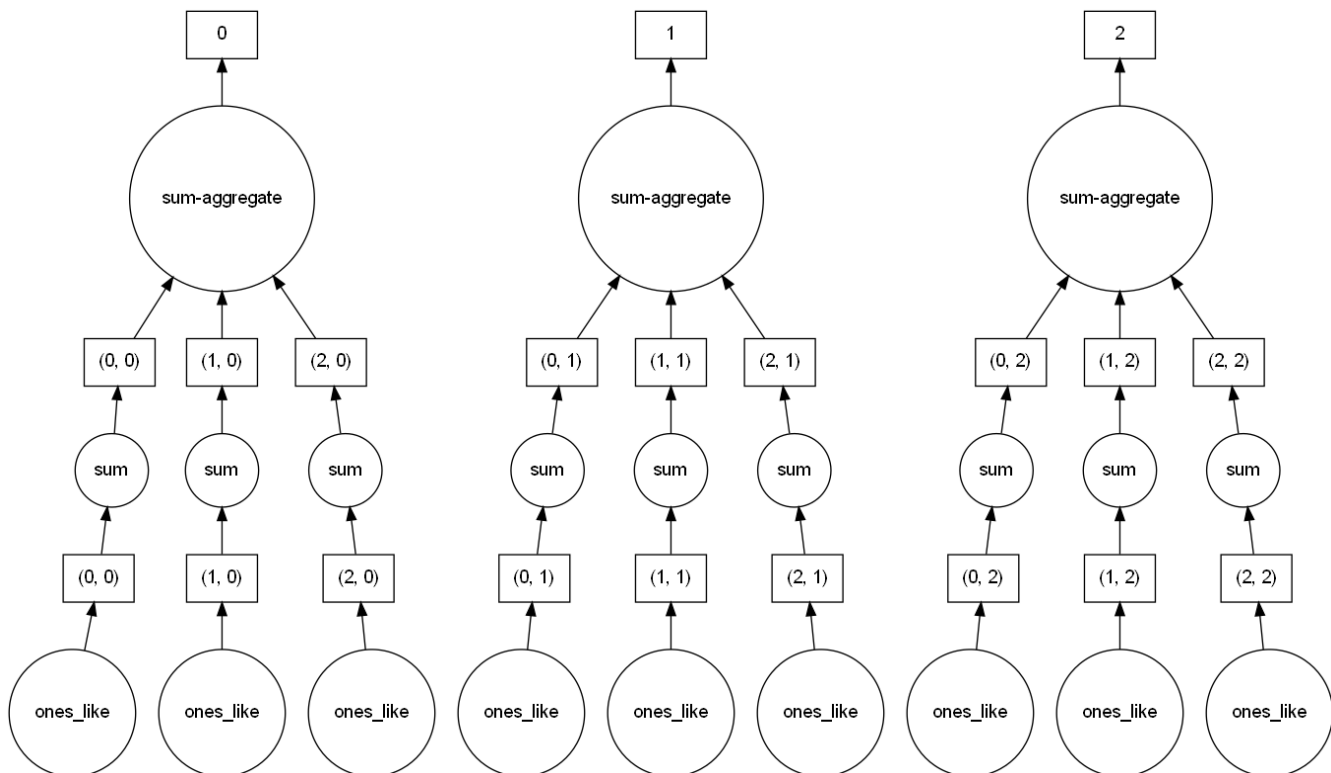 0 1 2
sum-aggregate sum-aggregate sum-aggregate
(0, 0) (1, 0) (2, 0) (0, 1) (1, 1) (2, 1) (0, 2) (1, 2) (2, 2)
sum sum sum sum sum sum sum sum sum
(0, 0) (1, 0) (2, 0) (0, 1) (1, 1) (2, 1) (0, 2) (1, 2) (2, 2)
ones_like ones_like ones_like ones_like ones_like ones_like ones_like ones_like ones_like